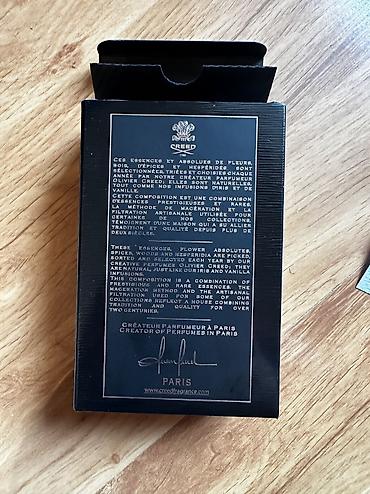 CREED
CES ESSENCES ET ABSOLUES DE FLEURS,
BOIS, D'ÉPICES ET HESPÉRIDÉS SONT
SÉLECTIONNÉES, TRIÉES ET CHOISIES CHAQUE
ANNÉE PAR NOTRE CRÉATEUR PARFUMEUR
OLIVIER CREED; ELLES SONT NATURELLES,
TOUT COMME NOS INFUSIONS D'IRIS ET DE
VANILLE.
CETTE COMPOSITION EST UNE COMBINAISON
D'ESSENCES PRESTIGIEUSES ET RARES.
LA MÉTHODE DE MACÉRATION ET LA
FILTRATION ARTISANALE UTILISÉE POUR
CERTAINES DE NOS COLLECTIONS,
TÉMOIGNENT D'UNE MAISON QUI A SU ALLIER
TRADITION ET QUALITÉ DEPUIS PLUS DE
DEUX SIÈCLES.
THESE ESSENCES, FLOWER ABSOLUTES,
SPICES, WOODS AND HESPERIDIA ARE PICKED,
SORTED AND SELECTED EACH YEAR BY OUR
CREATIVE PERFUMER OLIVIER CREED; THEY
ARE NATURAL, JUST LIKE OUR IRIS AND VANILLA
INFUSIONS.
THIS COMPOSITION IS A COMBINATION OF
PRESTIGIOUS AND RARE ESSENCES. THE
MACERATION METHOD AND THE ARTISANAL
FILTRATION USED FOR SOME OF OUR
COLLECTIONS REFLECT A HOUSE COMBINING
TRADITION AND QUALITY FOR OVER
TWO CENTURIES.
CRÉATEUR PARFUMEUR À PARIS
CREATOR OF PERFUMES IN PARIS
PARIS
www.creedfragrance.com